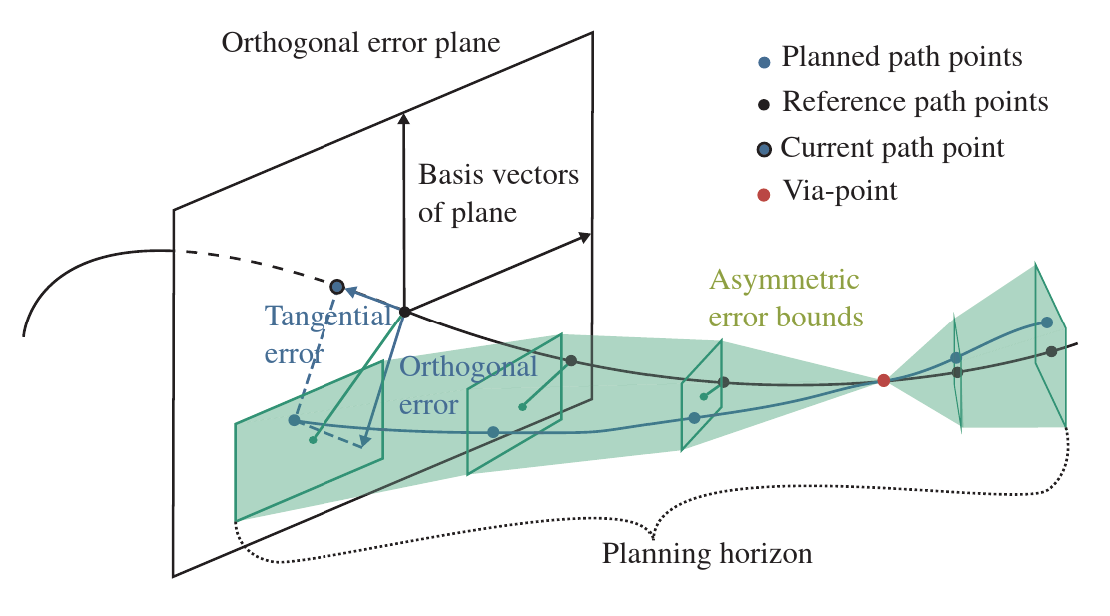 Orthogonal error plane
Planned path points
Reference path points
Current path point
Via-point
Basis vectors
of plane
Asymmetric
error bounds
Tangential
error
Orthogonal
error
Planning horizon